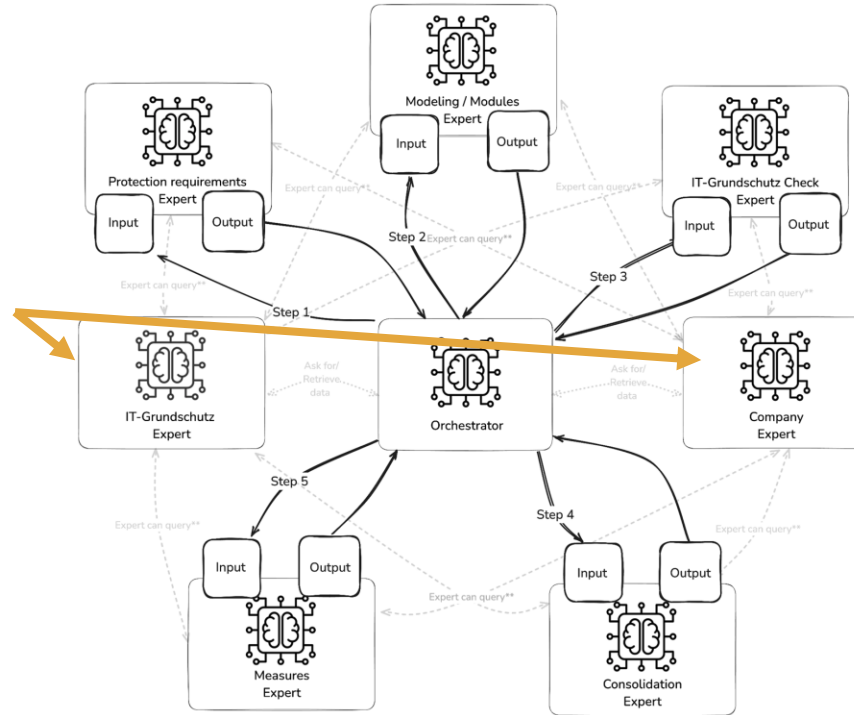 Modeling / Modules
Expert
Input
Output
Protection requirements
Expert
Input
Output
IT-Grundschutz Check
Expert
Input
Output
Expert can query**
Expert can query**
Step 2
Expert can query**
Step 3
Expert can query**
Expert can query**
Step 1
IT-Grundschutz
Expert
Ask for/
Retrieve
data
Orchestrator
Ask for/
Retrieve
data
Company
Expert
Step 5
Step 4
Expert can query**
Expert can query**
Input
Output
Input
Output
Expert can query**
Measures
Expert
Consolidation
Expert